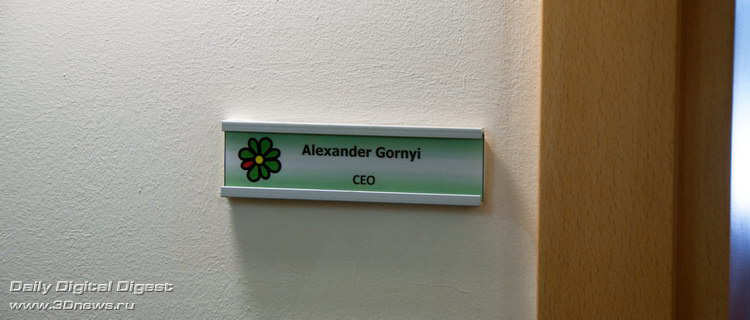 Alexander Gornyi
CEO
Daily Digital Digest
www.3Dnews.ru